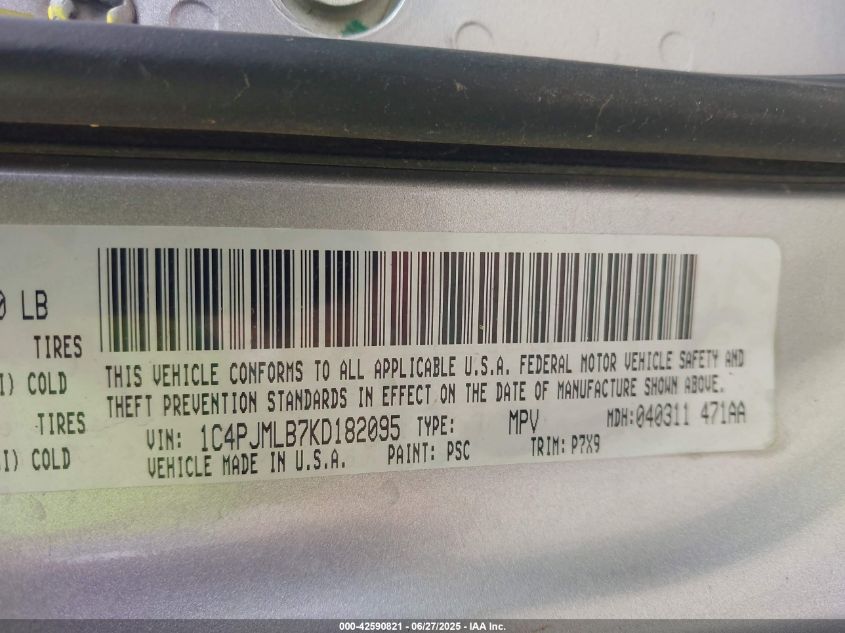 0 LB
TIRES
I) COLD
TIRES
I) COLD
THIS VEHICLE CONFORMS TO ALL APPLICABLE U.S.A. FEDERAL MOTOR VEHICLE SAFETY AND
THEFT PREVENTION STANDARDS IN EFFECT ON THE DATE OF MANUFACTURE SHOWN ABOVE.
VIN: 1C4PJMLB7KD182095 TYPE: MPV MDH:040311 471AA
VEHICLE MADE IN U.S.A. PAINT: PSC TRIM: P7X9
000-42590821 - 06/27/2025 - IAA Inc.